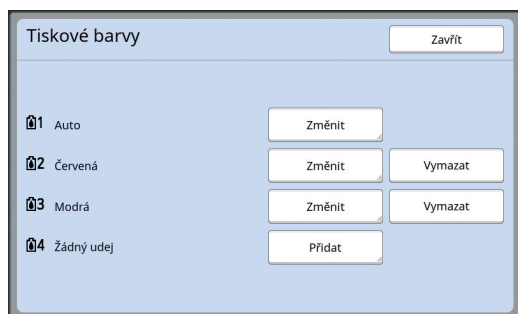 Tiskové barvy Zavřít
1 Auto Změnit
2 Červená Změnit Vymazat
3 Modrá Změnit Vymazat
4 Žádný udej Přidat